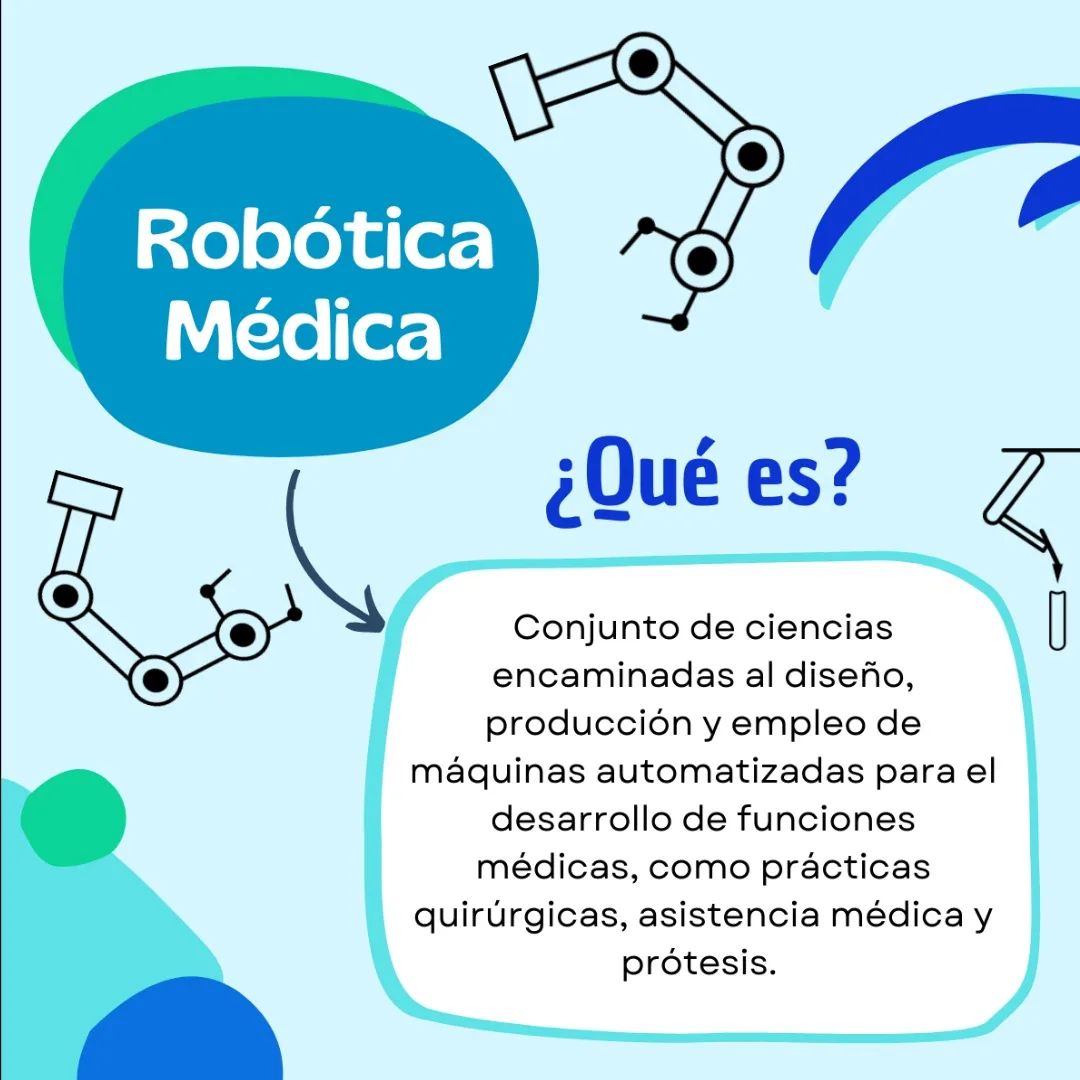 Robótica
Médica
¿Qué es?
Conjunto de ciencias
encaminadas al diseño,
producción y empleo de
máquinas automatizadas para el
desarrollo de funciones
médicas, como prácticas
quirúrgicas, asistencia médica y
prótesis.